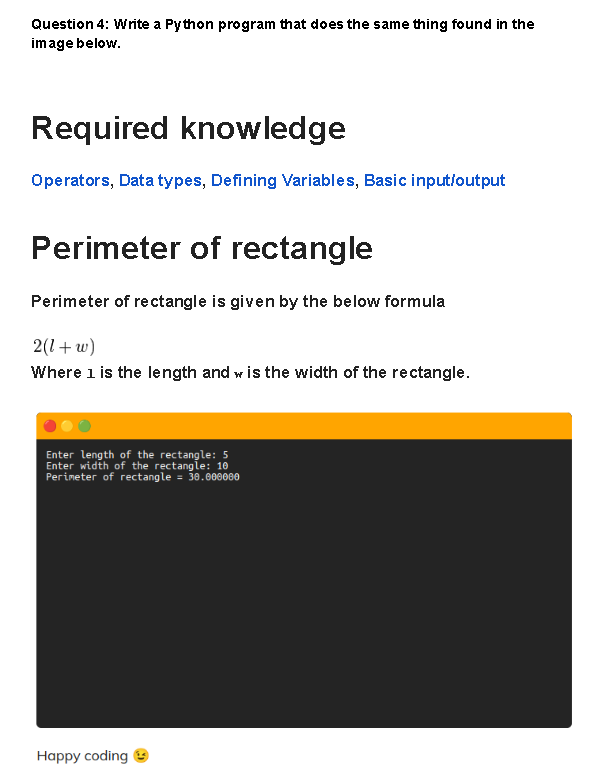 Question 4: Write a Python program that does the same thing found in the
image below.
Required knowledge
Operators, Data types, Defining Variables, Basic input/output
Perimeter of rectangle
Perimeter of rectangle is given by the below formula
2(l + w)
Where l is the length and w is the width of the rectangle.
Enter length of the rectangle: 5
Enter width of the rectangle: 10
Perimeter of rectangle = 30.000000
Happy coding 😉